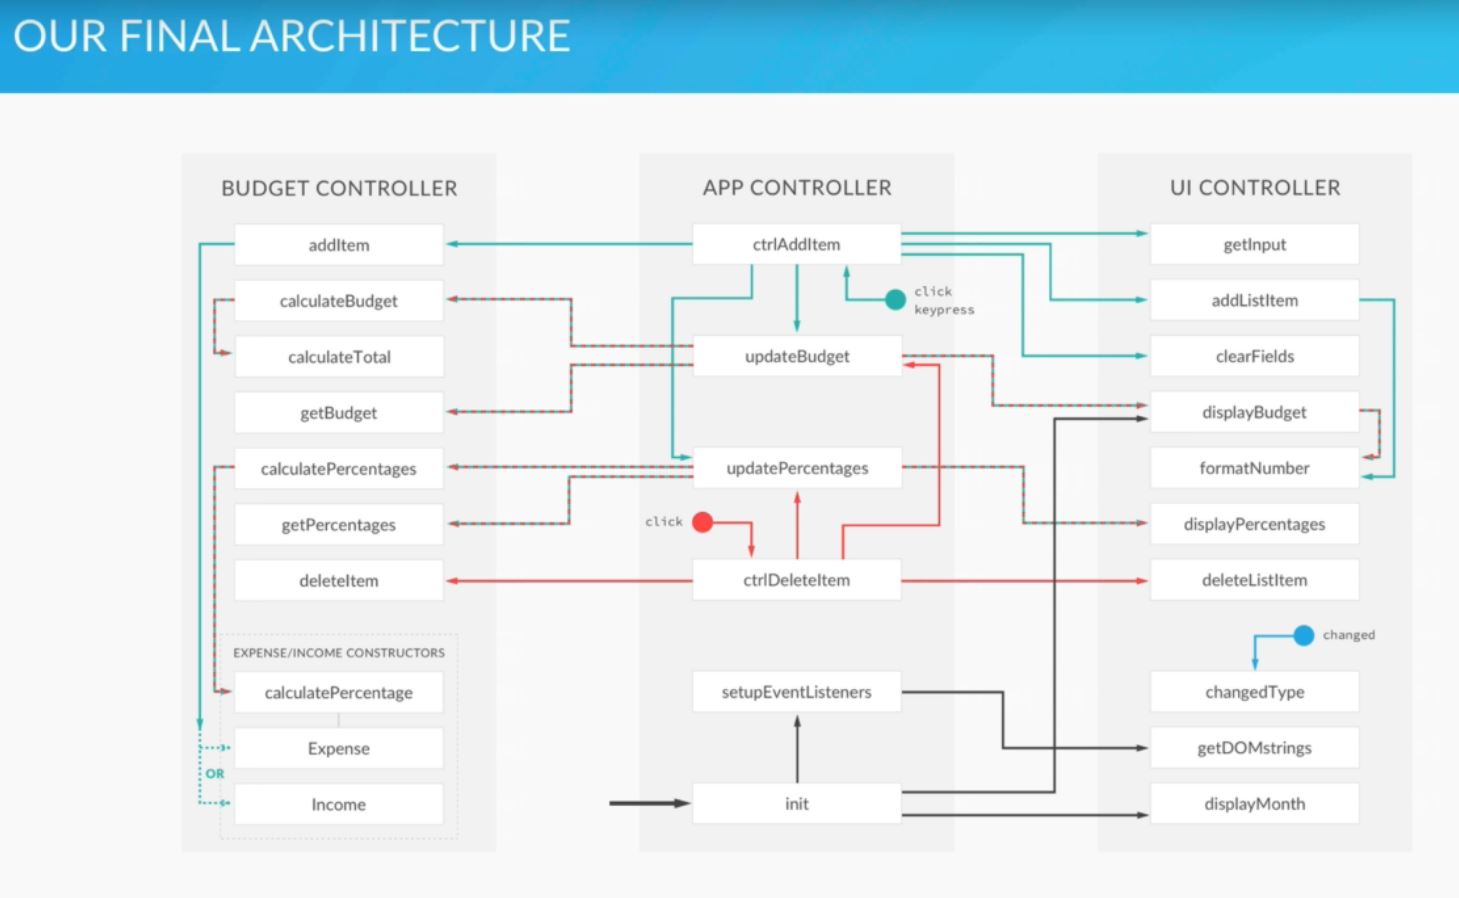 OUR FINAL ARCHITECTURE
BUDGET CONTROLLER
addItem
calculateBudget
calculateTotal
getBudget
calculatePercentages
getPercentages
deleteItem
EXPENSE/INCOME CONSTRUCTORS
calculatePercentage
Expense
OR
Income
APP CONTROLLER
ctrlAddItem
click
keypress
updateBudget
updatePercentages
click
ctrlDeleteItem
setupEventListeners
init
UI CONTROLLER
getInput
addListItem
clearFields
displayBudget
formatNumber
displayPercentages
deleteListItem
changed
changedType
getDOMstrings
displayMonth